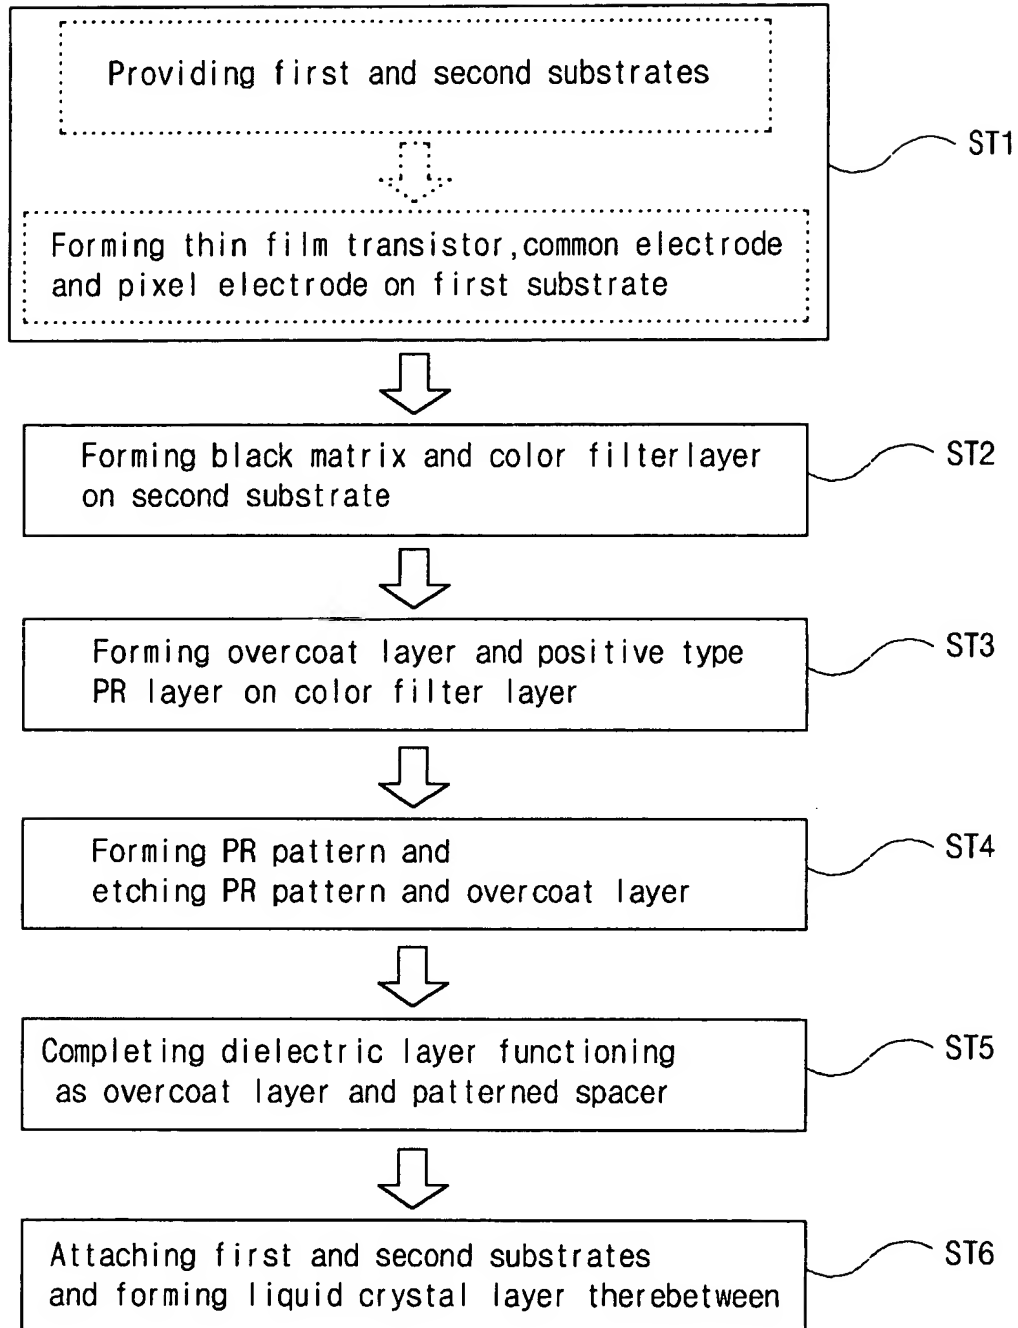 Providing first and second substrates
ST1
Forming thin film transistor,common electrode
and pixel electrode on first substrate
Forming black matrix and color filterlayer
on second substrate
ST2
Forming overcoat layer and positive type
PR layer on color filter layer
ST3
Forming PR pattern and
etching PR pattern and overcoat layer
ST4
Completing dielectric layer functioning
as overcoat layer and patterned spacer
ST5
Attaching first and second substrates
and forming liquid crystal layer therebetween
ST6